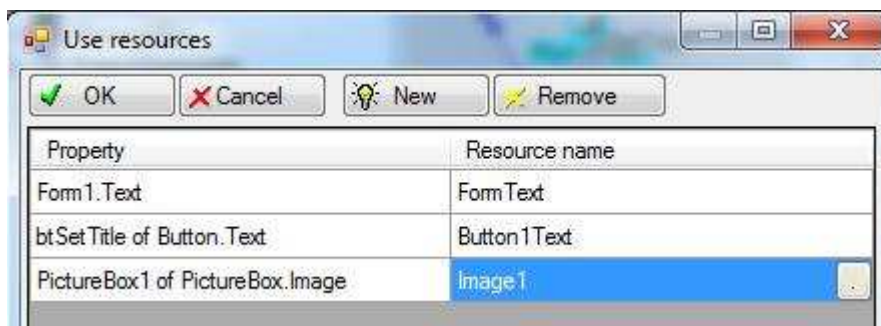 Use resources
OK Cancel New Remove
Property Resource name
Form1.Text FormText
btSetTitle of Button.Text Button1Text
PictureBox1 of PictureBox.Image Image1 .